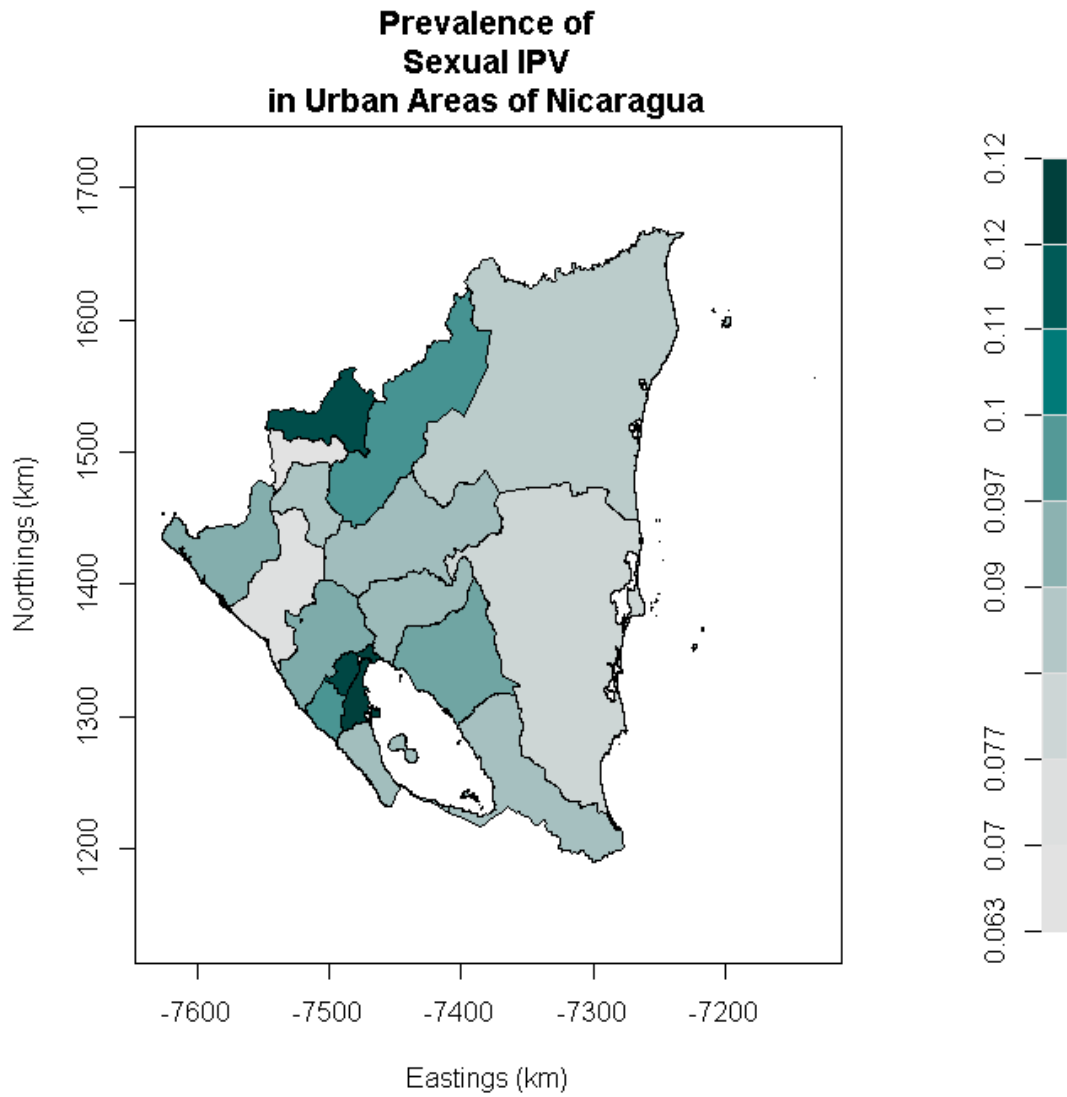 Prevalence of
Sexual IPV
in Urban Areas of Nicaragua
1700
1600
1500
1400
1300
1200
Northings (km)
-7600 -7500 -7400 -7300 -7200
Eastings (km)
0.12
0.12
0.11
0.1
0.097
0.09
0.077
0.07
0.063